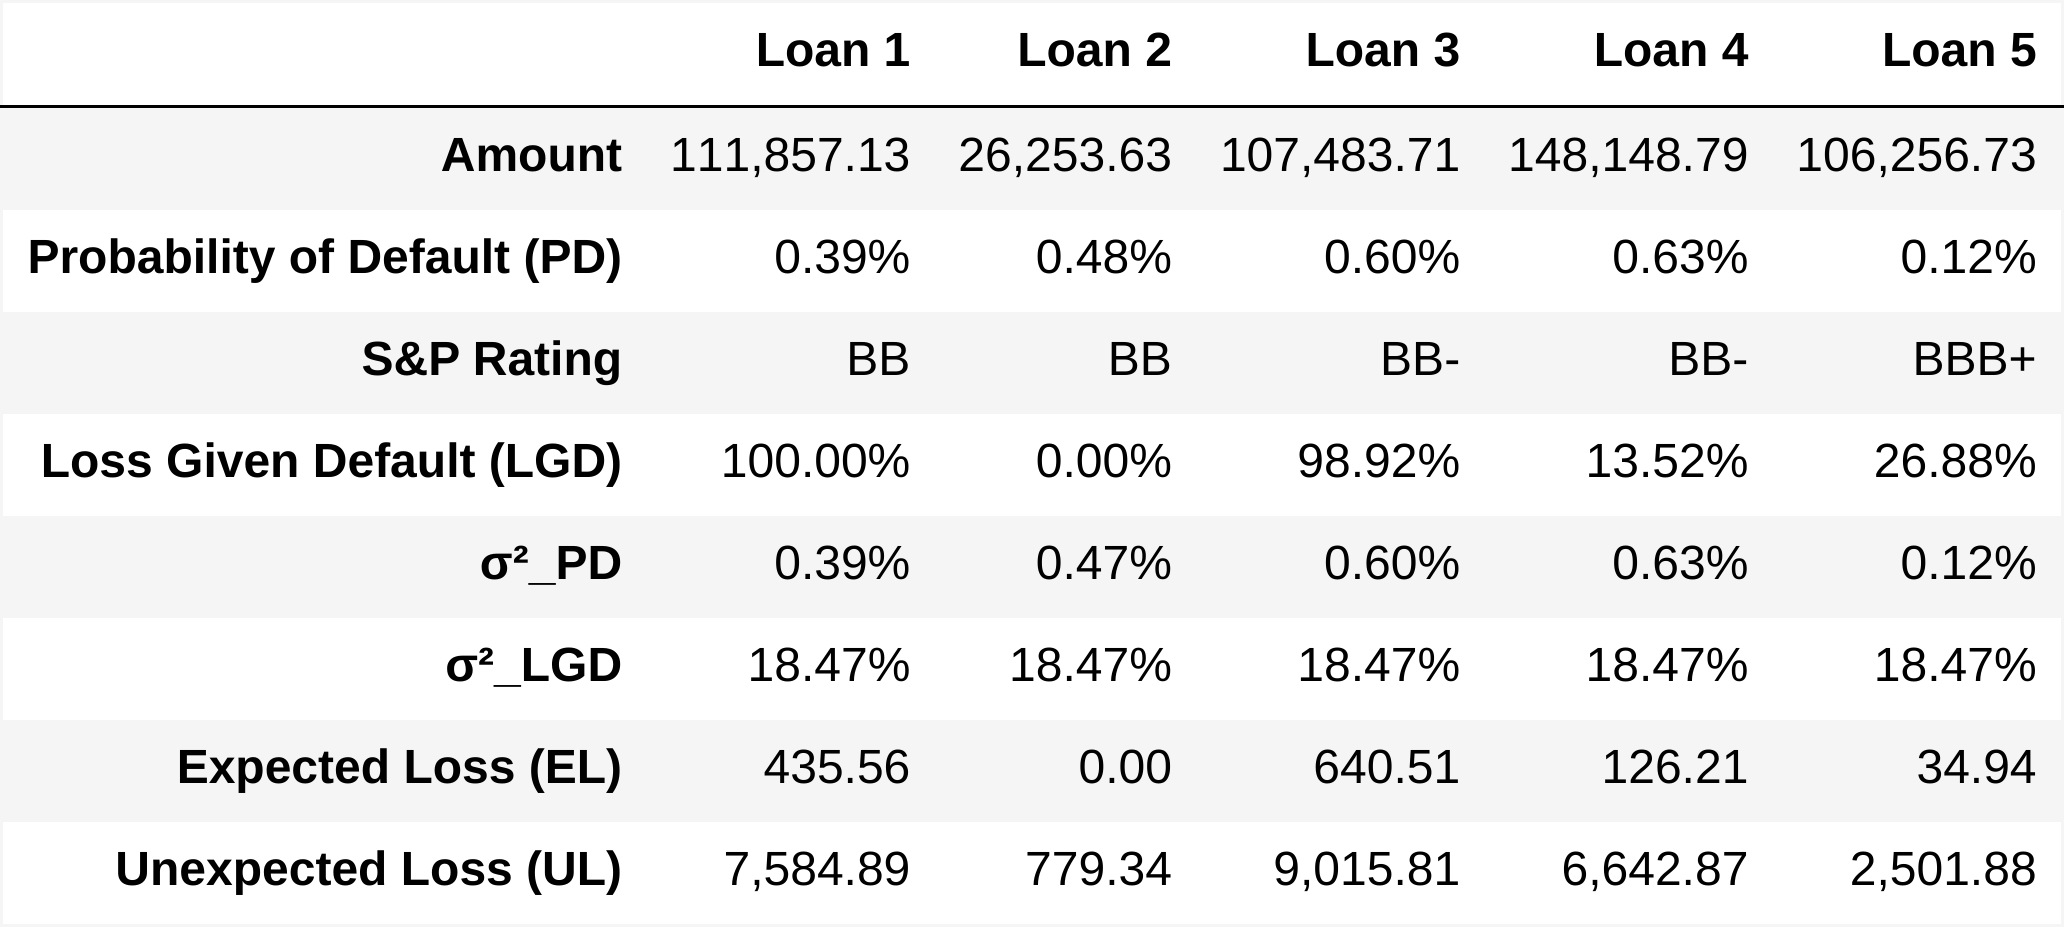 Loan 1 Loan 2 Loan 3 Loan 4 Loan 5
Amount 111,857.13 26,253.63 107,483.71 148,148.79 106,256.73
Probability of Default (PD) 0.39% 0.48% 0.60% 0.63% 0.12%
S&P Rating BB BB BB- BB- BBB+
Loss Given Default (LGD) 100.00% 0.00% 98.92% 13.52% 26.88%
σ²_PD 0.39% 0.47% 0.60% 0.63% 0.12%
σ²_LGD 18.47% 18.47% 18.47% 18.47% 18.47%
Expected Loss (EL) 435.56 0.00 640.51 126.21 34.94
Unexpected Loss (UL) 7,584.89 779.34 9,015.81 6,642.87 2,501.88